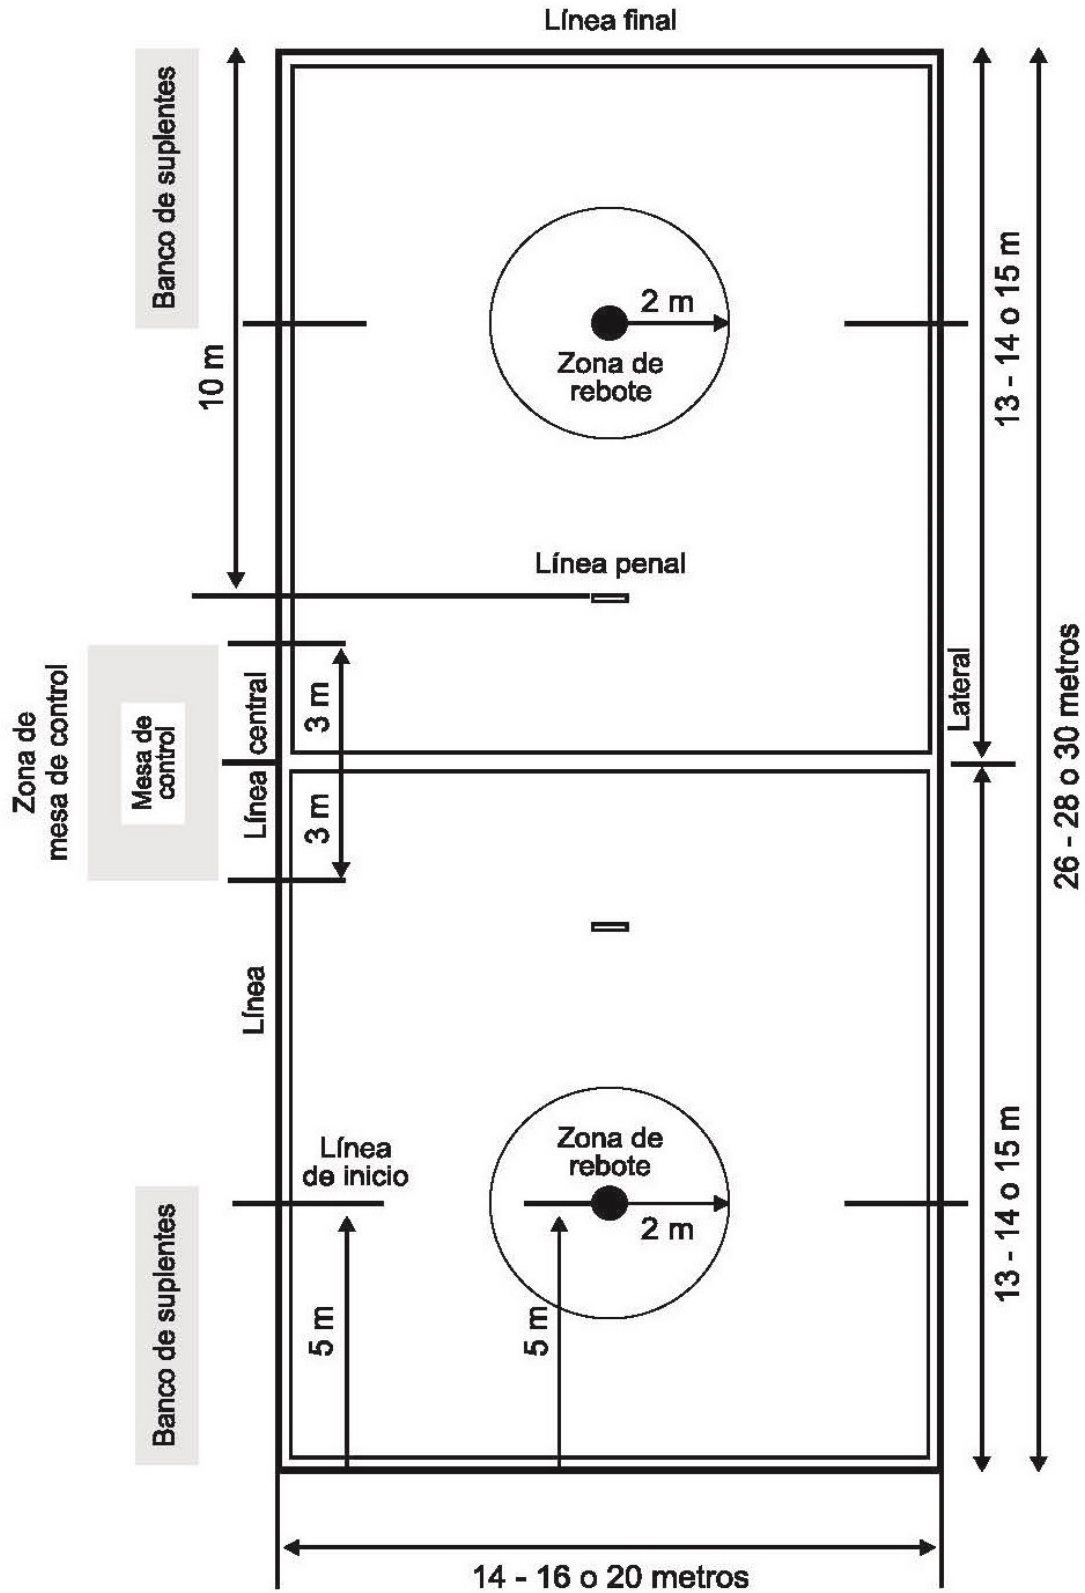 Línea final
Banco de suplentes
10 m
2 m
Zona de
rebote
13 - 14 o 15 m
Línea penal
Zona de
mesa de control
Mesa de
control
Línea central
3 m
3 m
Lateral
26 - 28 o 30 metros
Línea
Línea
de inicio
Zona de
rebote
2 m
5 m
5 m
Banco de suplentes
13 - 14 o 15 m
14 - 16 o 20 metros